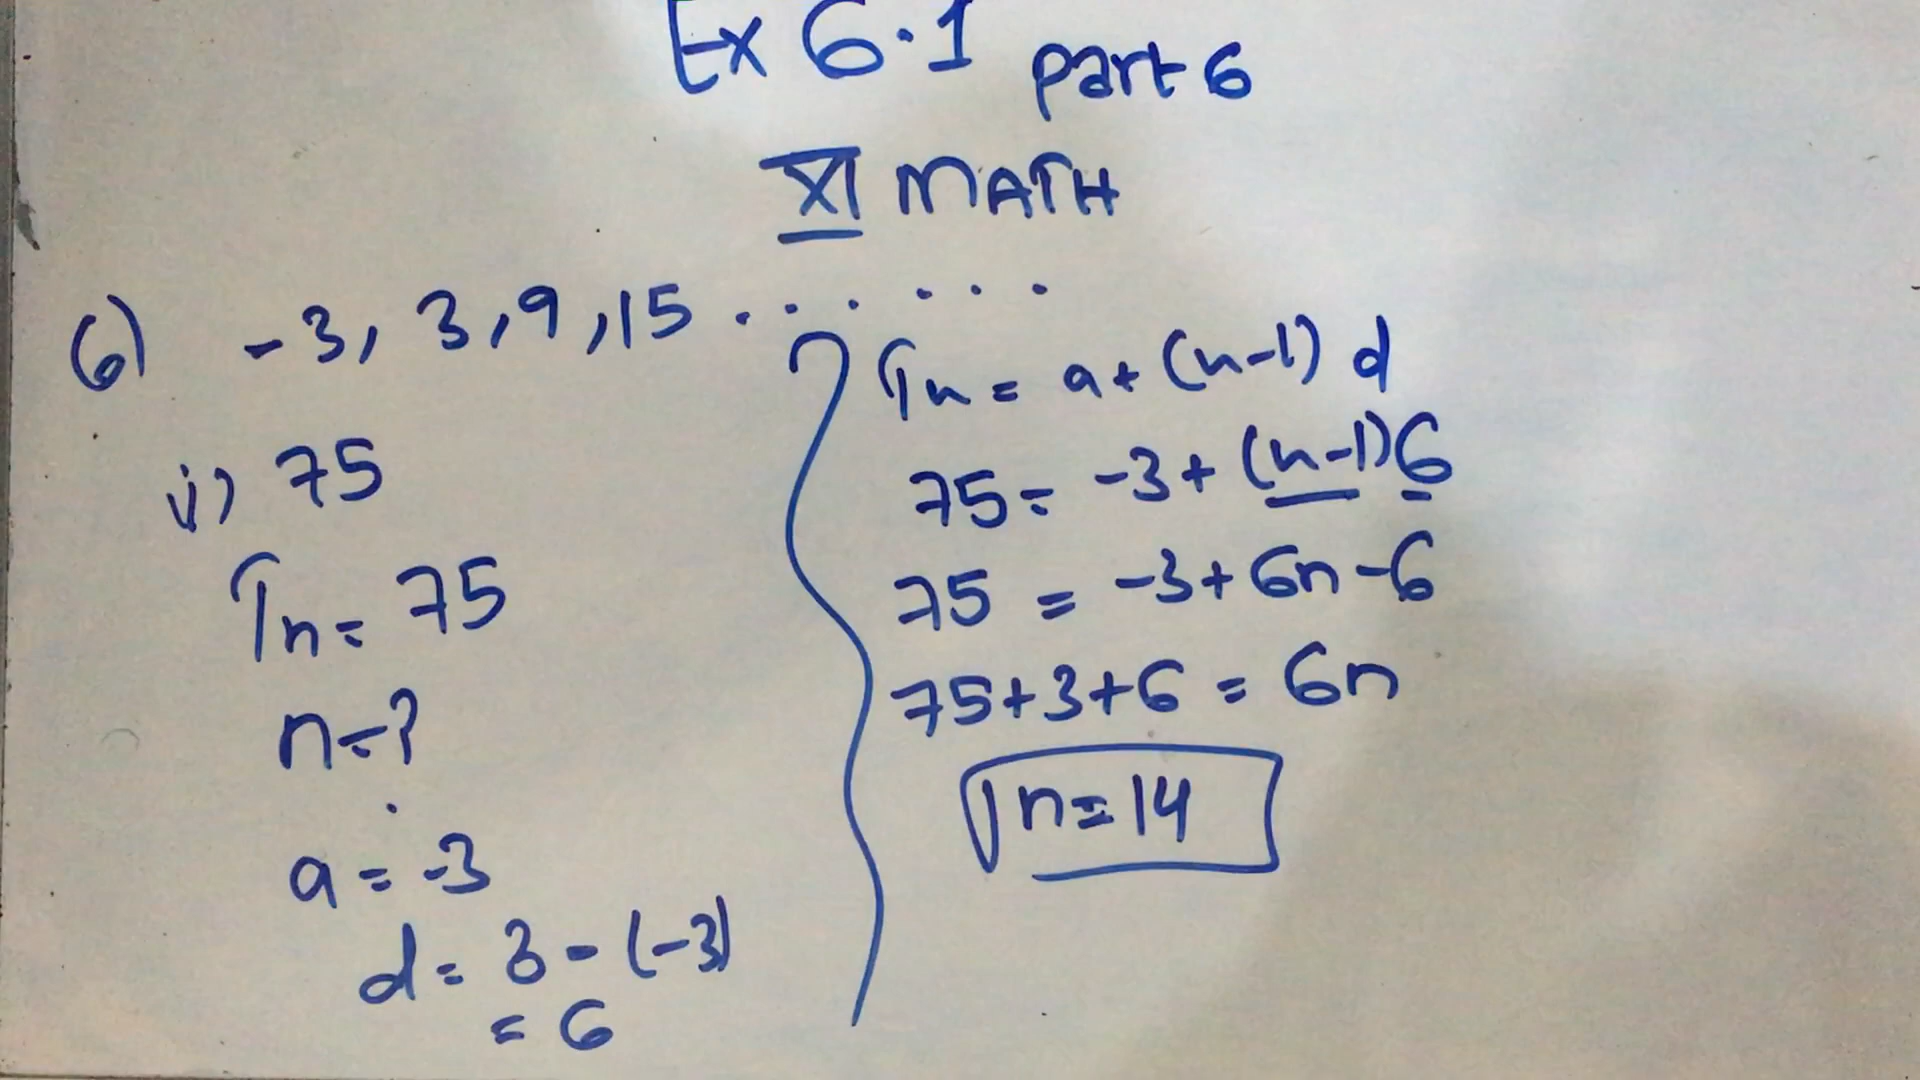 Ex 6.1 part 6
XI MATH
6) -3, 3, 9, 15 .......
i) 75
Tn = 75
n = ?
a = -3
d = 3 - (-3)
= 6
Tn = a + (n-1) d
75 = -3 + (n-1)6
75 = -3 + 6n - 6
75 + 3 + 6 = 6n
n = 14